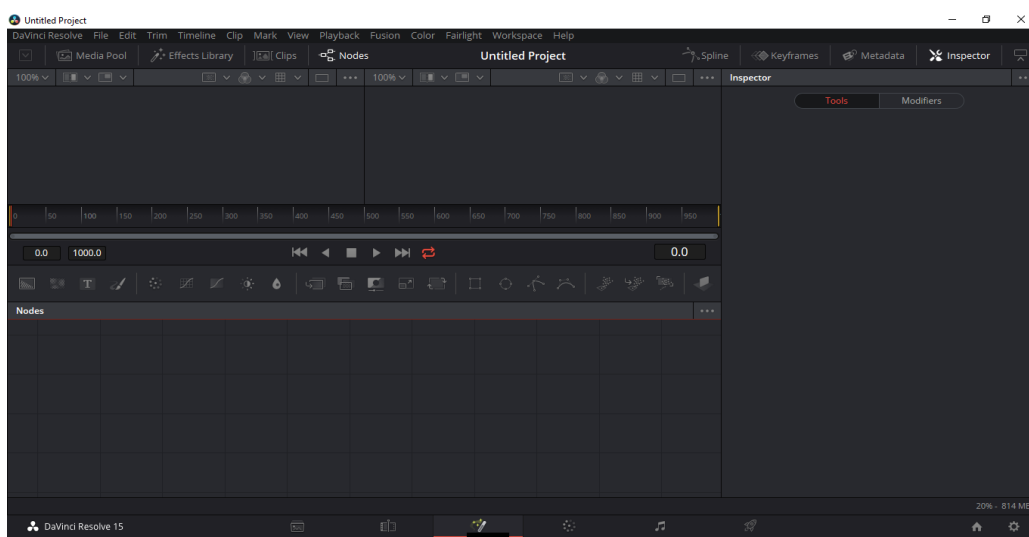 Untitled Project
DaVinci Resolve File Edit Trim Timeline Clip Mark View Playback Fusion Color Fairlight Workspace Help
Media Pool Effects Library Clips Nodes Untitled Project Spline Keyframes Metadata Inspector
100% 100% Inspector
Tools Modifiers
0 50 100 150 200 250 300 350 400 450 500 550 600 650 700 750 800 850 900 950
0.0 1000.0 0.0
T
Nodes
20% - 814 MB
DaVinci Resolve 15